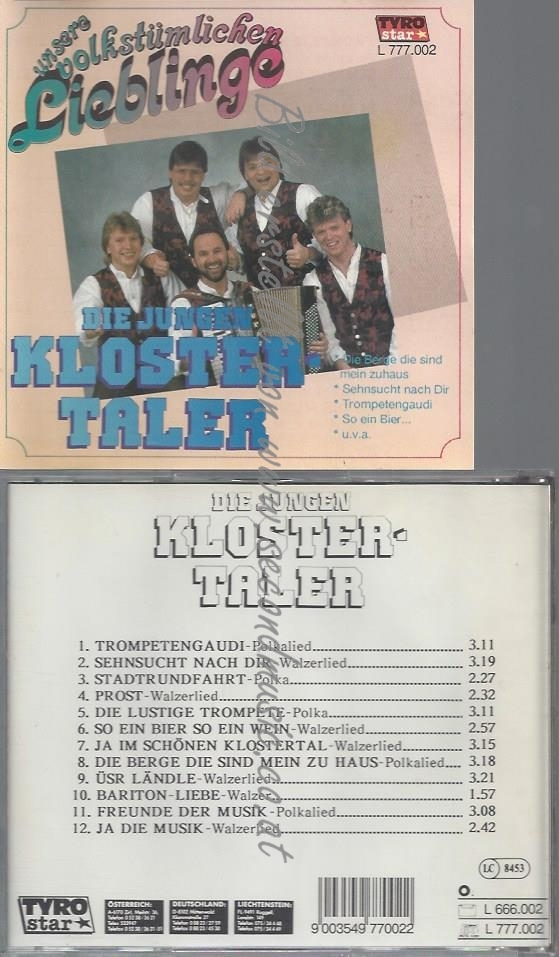 unsere
volkstümlichen
Lieblinge
TYRO
star★
L 777.002
DIE JUNGEN
KLOSTER-
TALER
* Die Berge die sind
mein zuhaus
* Sehnsucht nach Dir
* Trompetengaudi
* So ein Bier...
* u.v.a.
DIE JUNGEN
KLOSTER-
TALER
1. TROMPETENGAUDI-Polkalied 3.11
2. SEHNSUCHT NACH DIR-Walzerlied 3.19
3. STADTRUNDFAHRT-Polka 2.27
4. PROST-Walzerlied 2.32
5. DIE LUSTIGE TROMPETE-Polka 3.11
6. SO EIN BIER SO EIN WEIN-Walzerlied 2.57
7. JA IM SCHÖNEN KLOSTERTAL-Walzerlied 3.15
8. DIE BERGE DIE SIND MEIN ZU HAUS-Polkalied 3.18
9. ÜSR LÄNDLE-Walzerlied 3.21
10. BARITON-LIEBE-Walzer 1.57
11. FREUNDE DER MUSIK-Polkalied 3.08
12. JA DIE MUSIK-Walzerlied 2.42
LC 8453
TYRO
star★
ÖSTERREICH:
DEUTSCHLAND:
D-8102 Mittenwald
LIECHTENSTEIN:
FL-9491 Ruggell
9 003549 770022
L 666.002
L 777.002